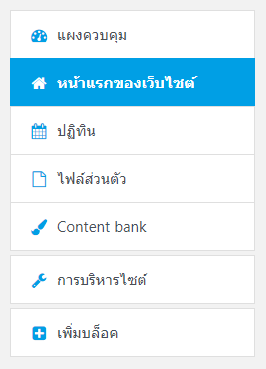 แผงควบคุม
หน้าแรกของเว็บไซต์
ปฏิทิน
ไฟล์ส่วนตัว
Content bank
การบริหารไซต์
เพิ่มบล็อค